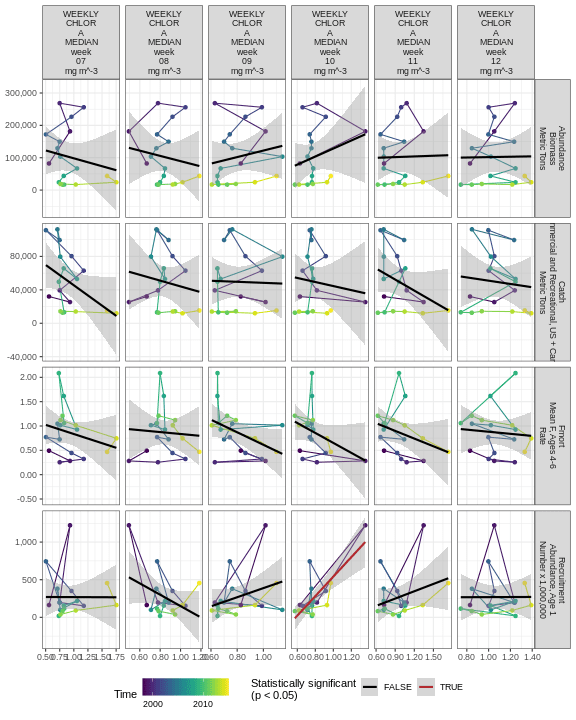 WEEKLY CHLOR A MEDIAN week 07 mg m^-3
WEEKLY CHLOR A MEDIAN week 08 mg m^-3
WEEKLY CHLOR A MEDIAN week 09 mg m^-3
WEEKLY CHLOR A MEDIAN week 10 mg m^-3
WEEKLY CHLOR A MEDIAN week 11 mg m^-3
WEEKLY CHLOR A MEDIAN week 12 mg m^-3
300,000
200,000
100,000
0
Abundance
Biomass
Metric Tons
80,000
40,000
0
-40,000
Catch
and Recreational, US +
Metric Tons
2.00
1.50
1.00
0.50
0.00
-0.50
Fmort
Mean F, Ages 4-6
Rate
1,000
500
0
Recruitment
Abundance, Age 1
Number x 1,000,000
0.50 0.75 1.00 1.25 1.50 1.75
0.60 0.80 1.00 1.20
0.60 0.80 1.00
0.60 0.80 1.00 1.20
0.60 0.90 1.20 1.50
0.80 1.00 1.20 1.40
Time
2000 2010
Statistically significant
(p < 0.05)
FALSE
TRUE